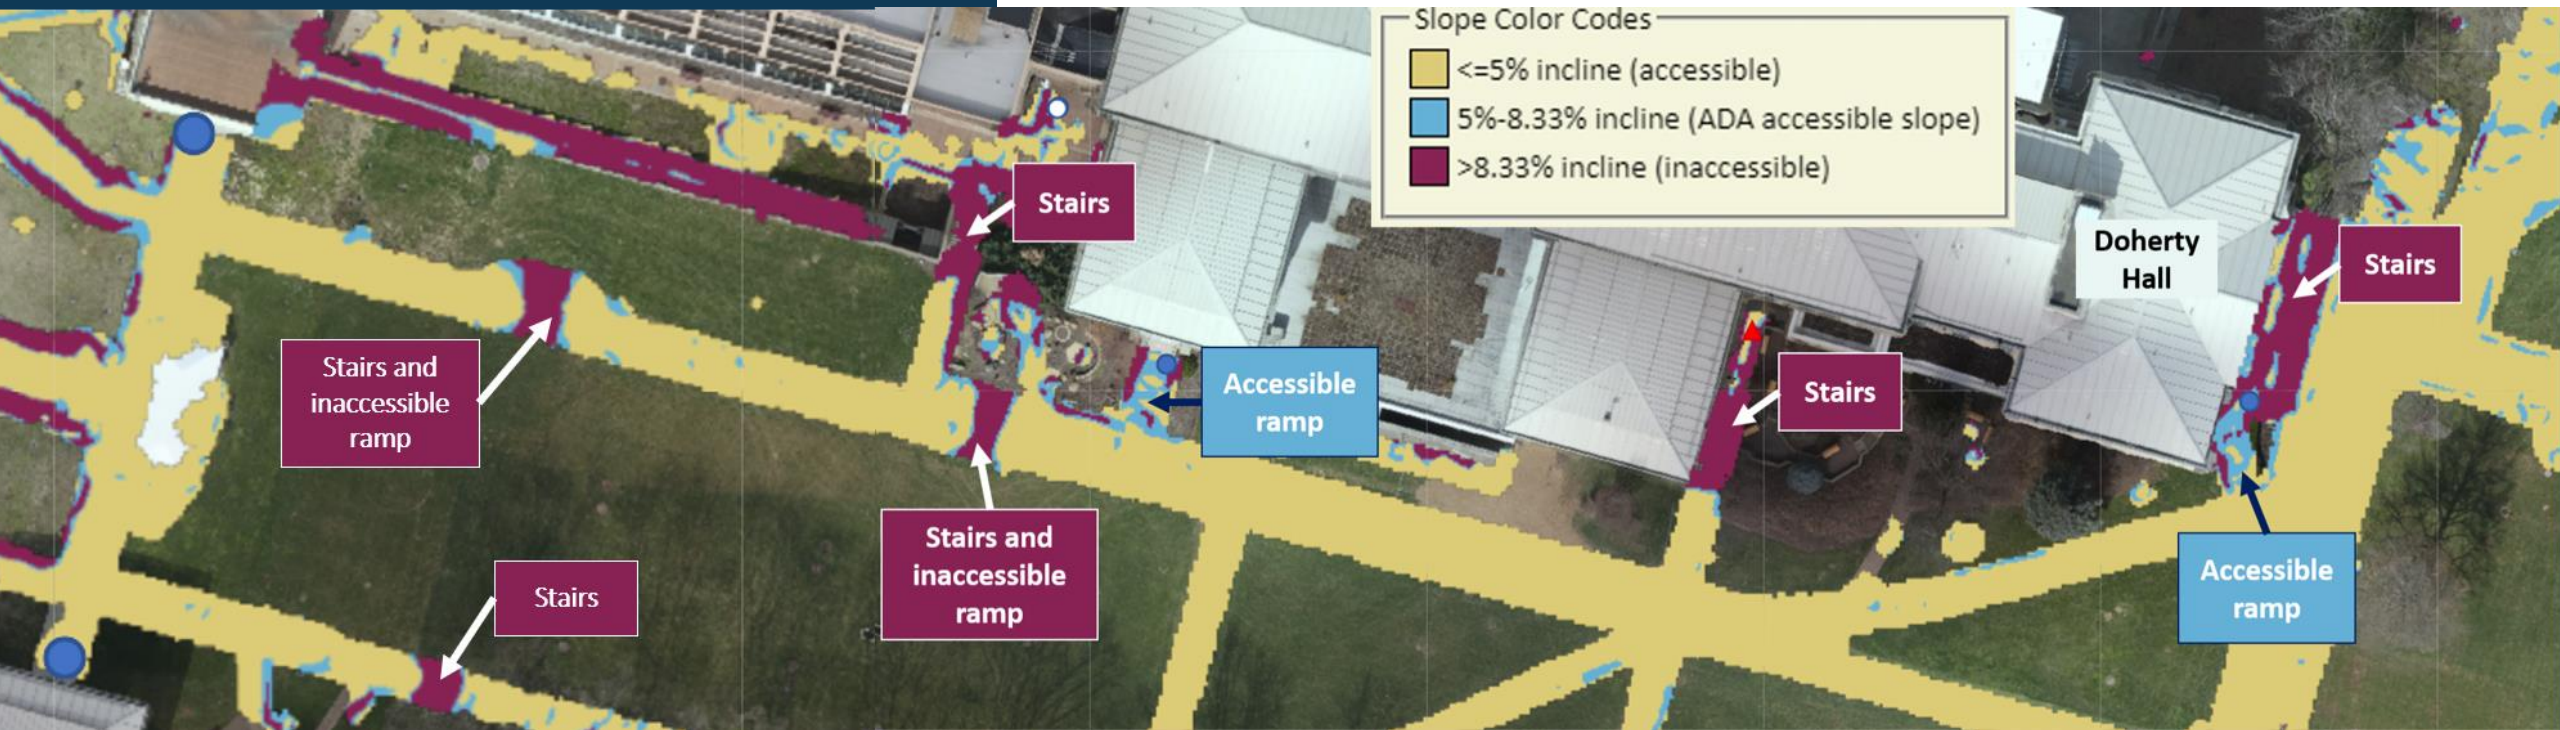 Slope Color Codes
<=5% incline (accessible)
5%-8.33% incline (ADA accessible slope)
>8.33% incline (inaccessible)
Stairs
Doherty
Hall
Stairs
Stairs and
inaccessible
ramp
Accessible
ramp
Stairs
Stairs and
inaccessible
ramp
Stairs
Accessible
ramp